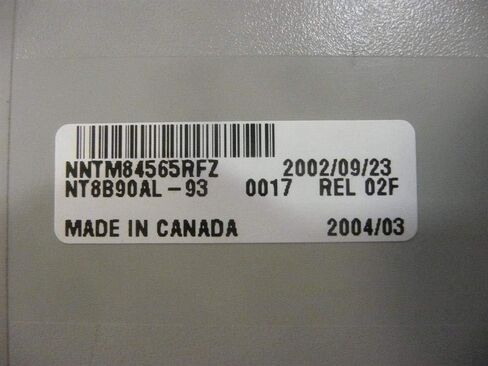 NNTM84565RFZ 2002/09/23
NT8B90AL-93 0017 REL 02F
MADE IN CANADA 2004/03